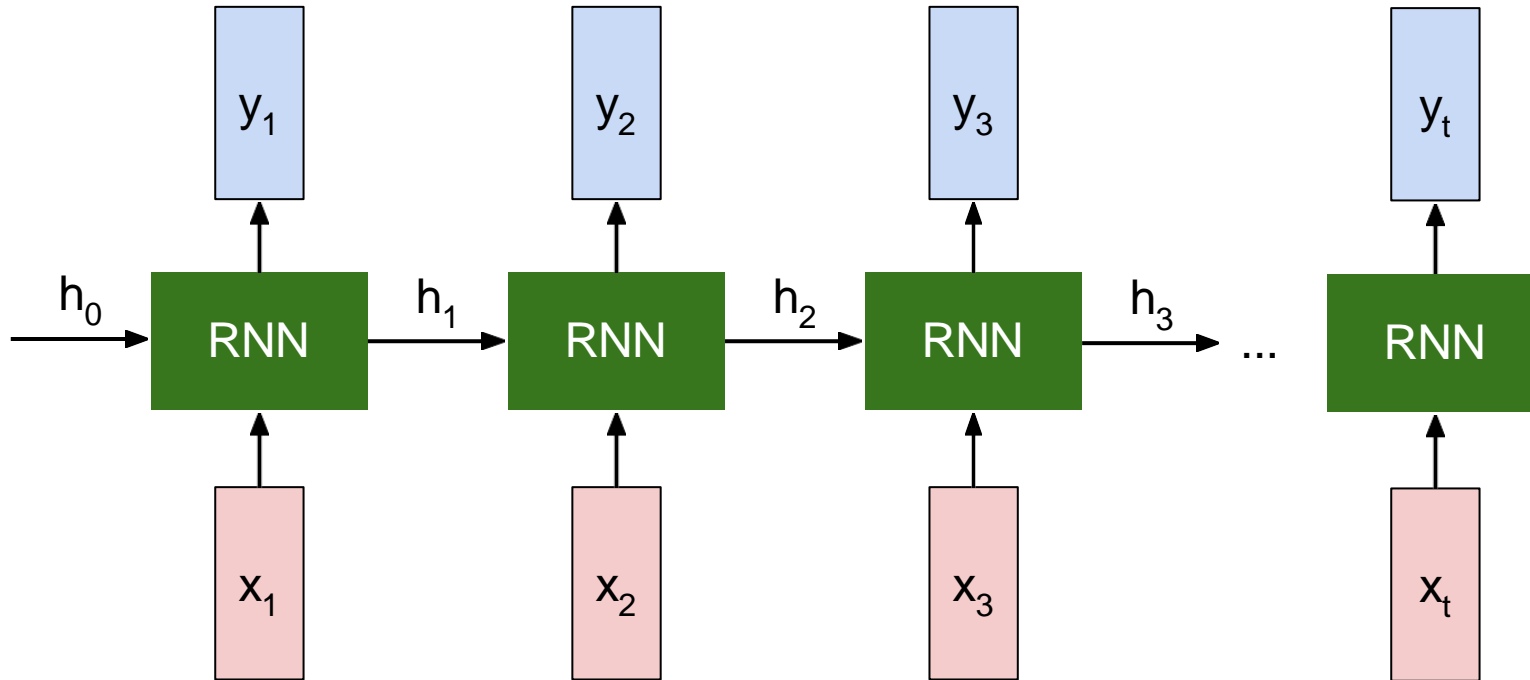 y₁ y₂ y₃ yₜ
h₀ h₁ h₂ h₃
RNN RNN RNN ... RNN
x₁ x₂ x₃ xₜ